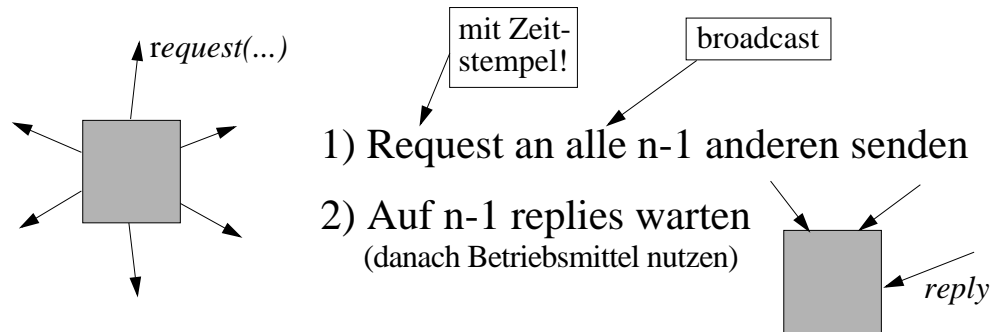 mit Zeit-
stempel!
broadcast
request(...)
1) Request an alle n-1 anderen senden
2) Auf n-1 replies warten
(danach Betriebsmittel nutzen)
reply